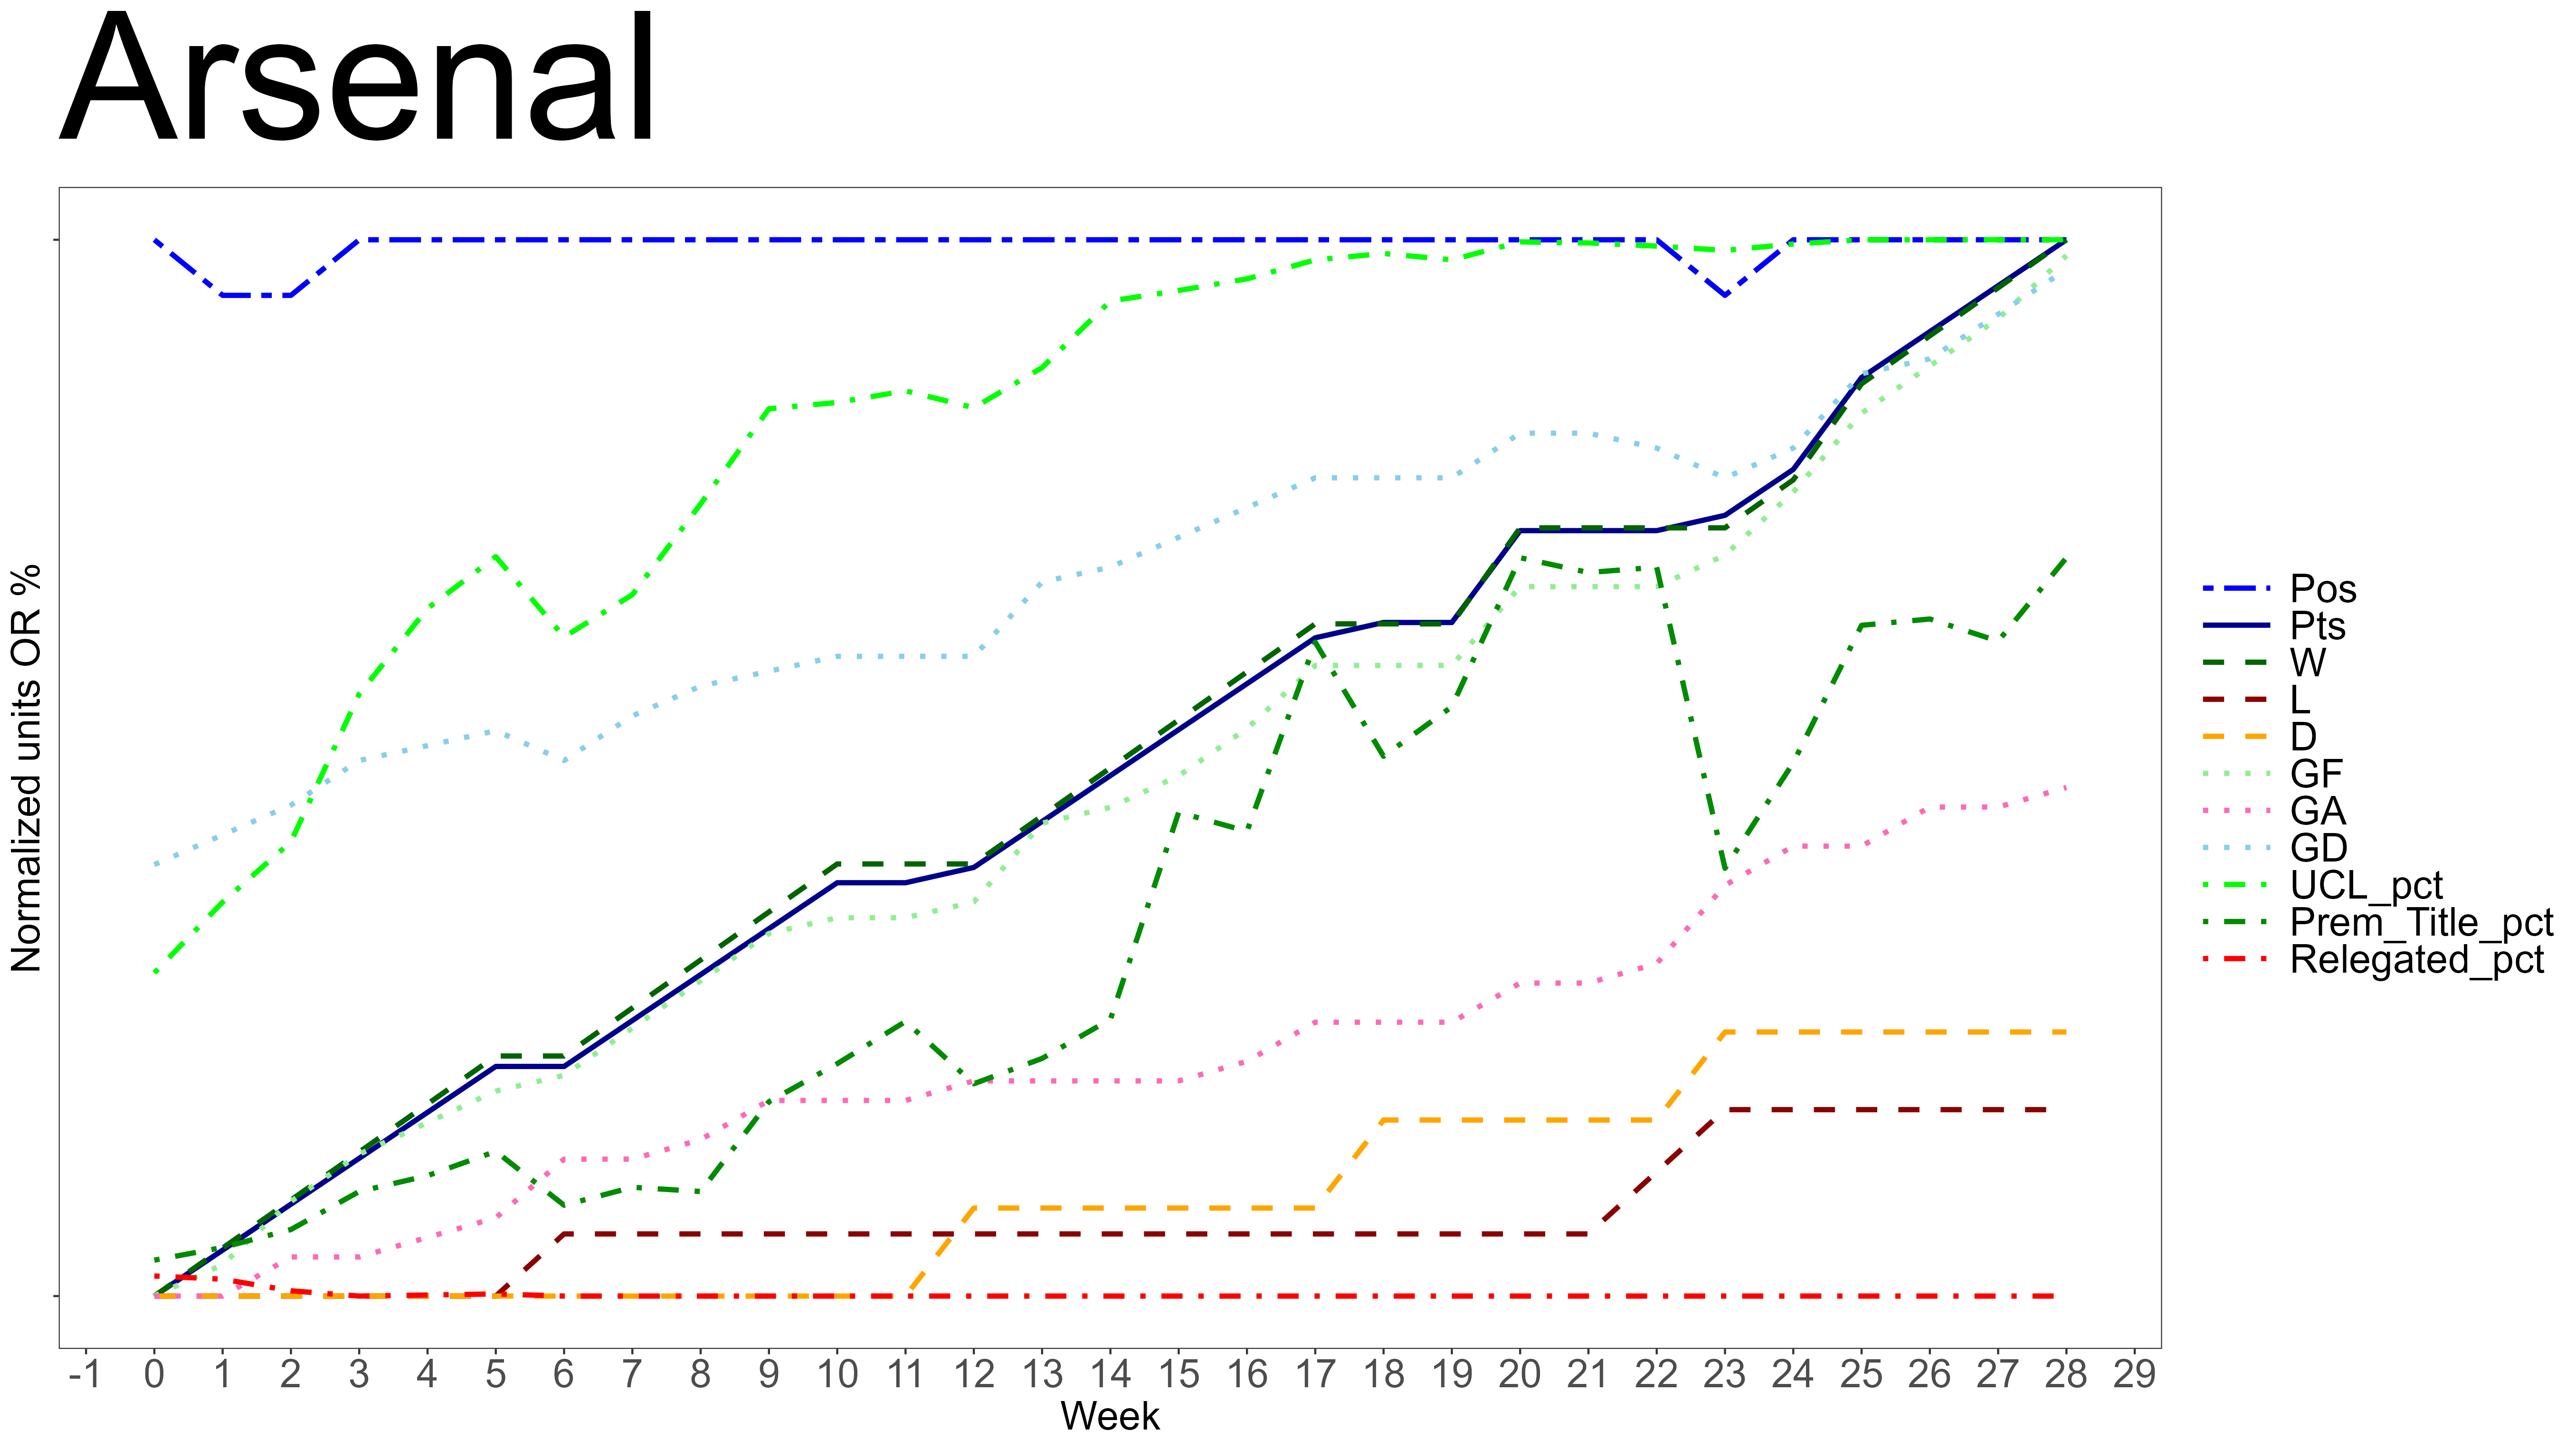 Arsenal
Normalized units OR %
Pos
Pts
W
L
D
GF
GA
GD
UCL_pct
Prem_Title_pct
Relegated_pct
-1 0 1 2 3 4 5 6 7 8 9 10 11 12 13 14 15 16 17 18 19 20 21 22 23 24 25 26 27 28 29
Week